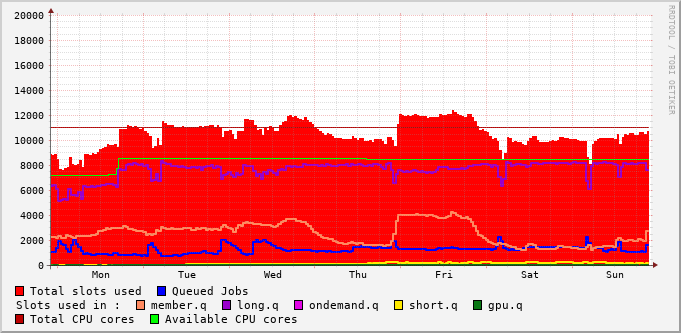 20000
18000
16000
14000
12000
10000
8000
6000
4000
2000
0
Mon Tue Wed Thu Fri Sat Sun
RRDTOOL / TOBI OETIKER
Total slots used Queued Jobs
Slots used in : member.q long.q ondemand.q short.q gpu.q
Total CPU cores Available CPU cores